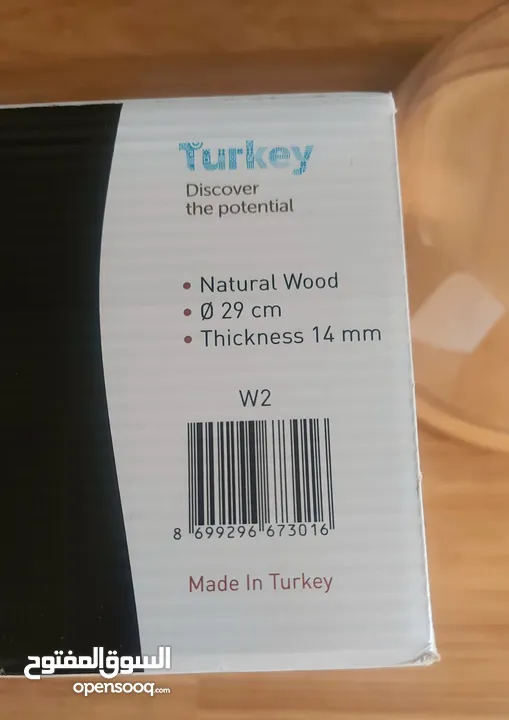 Turkey
Discover
the potential
• Natural Wood
• Ø 29 cm
• Thickness 14 mm
W2
8 699296 673016
Made In Turkey
السوق المفتوح
opensooq.com